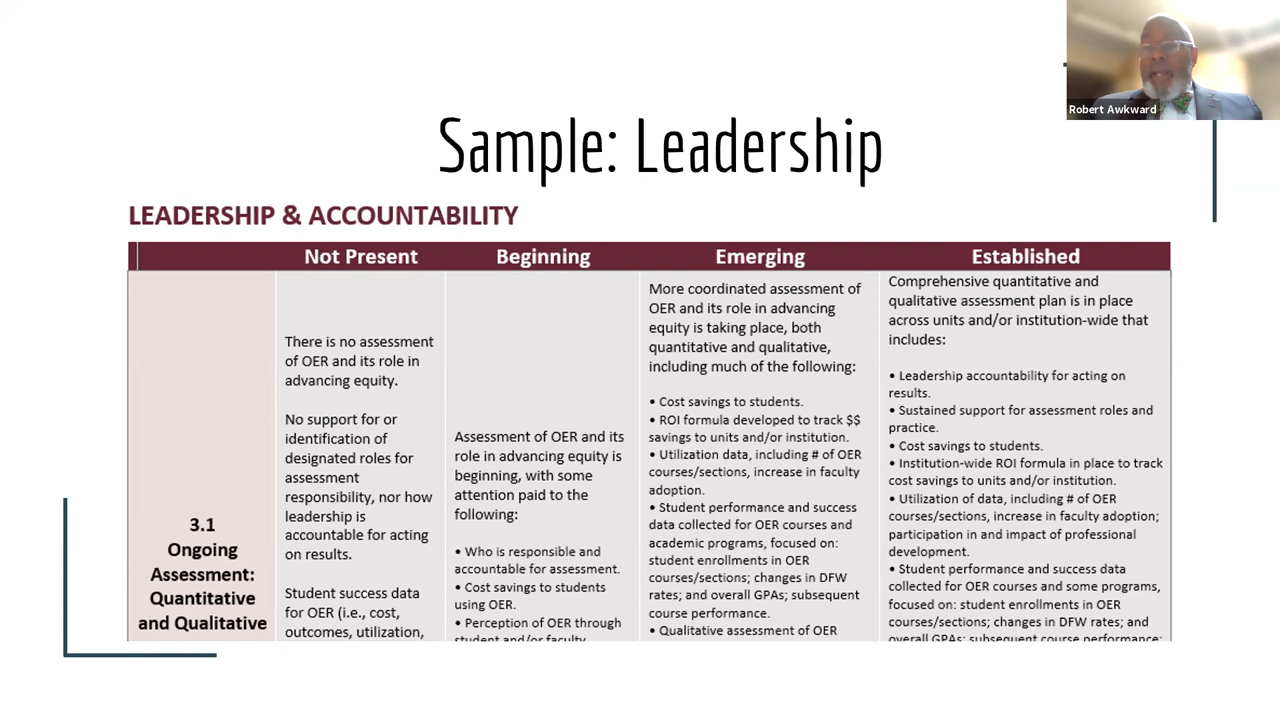 Robert Awkward
Sample: Leadership
LEADERSHIP & ACCOUNTABILITY
Not Present
Beginning
Emerging
Established
3.1
Ongoing
Assessment:
Quantitative
and Qualitative
There is no assessment
of OER and its role in
advancing equity.
No support for or
identification of
designated roles for
assessment
responsibility, nor how
leadership is
accountable for acting
on results.
Student success data
for OER (i.e., cost,
outcomes, utilization,
Assessment of OER and its
role in advancing equity is
beginning, with some
attention paid to the
following:
• Who is responsible and
accountable for assessment.
• Cost savings to students
using OER.
• Perception of OER through
student and/or faculty
More coordinated assessment of
OER and its role in advancing
equity is taking place, both
quantitative and qualitative,
including much of the following:
• Cost savings to students.
• ROI formula developed to track $$
savings to units and/or institution.
• Utilization data, including # of OER
courses/sections, increase in faculty
adoption.
• Student performance and success
data collected for OER courses and
academic programs, focused on:
student enrollments in OER
courses/sections; changes in DFW
rates; and overall GPAs; subsequent
course performance.
• Qualitative assessment of OER
Comprehensive quantitative and
qualitative assessment plan is in place
across units and/or institution-wide that
includes:
• Leadership accountability for acting on
results.
• Sustained support for assessment roles and
practice.
• Cost savings to students.
• Institution-wide ROI formula in place to track
cost savings to units and/or institution.
• Utilization of data, including # of OER
courses/sections, increase in faculty adoption;
participation in and impact of professional
development.
• Student performance and success data
collected for OER courses and some programs,
focused on: student enrollments in OER
courses/sections; changes in DFW rates; and
overall GPAs; subsequent course performance;